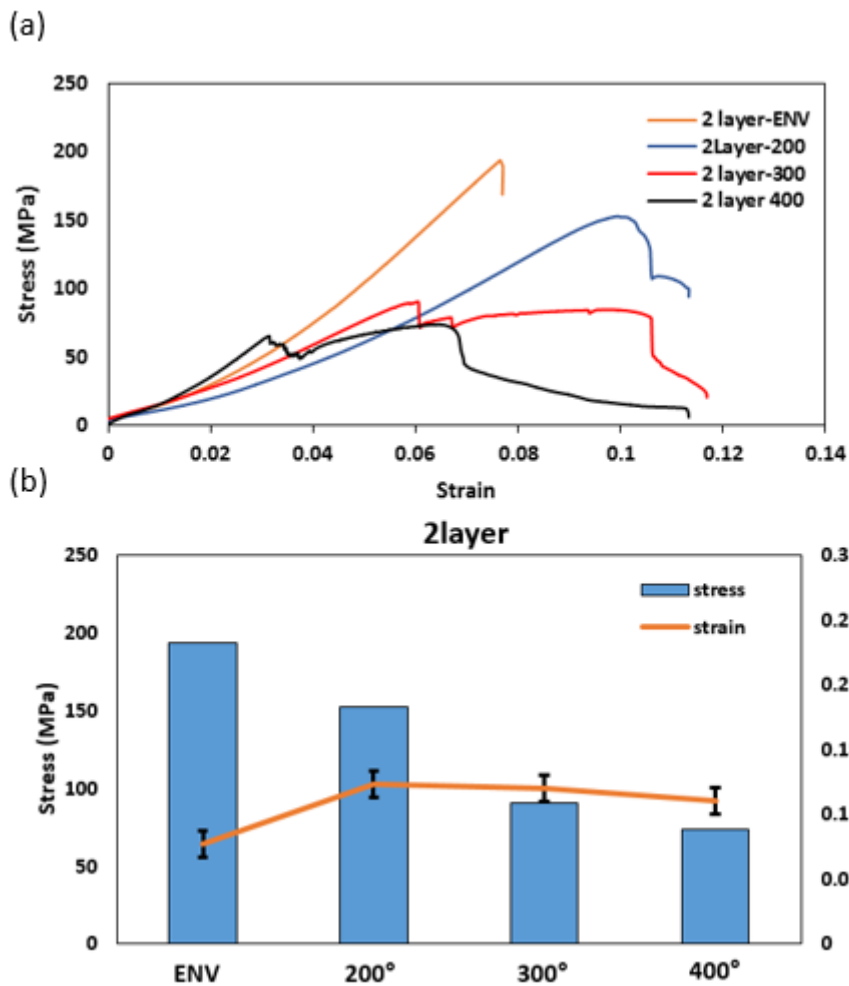 (a)
250
200
150
100
50
0
Stress (MPa)
2 layer-ENV
2Layer-200
2 layer-300
2 layer 400
0 0.02 0.04 0.06 0.08 0.1 0.12 0.14
Strain
(b)
2layer
250
200
150
100
50
0
Stress (MPa)
stress
strain
0.3
0.2
0.2
0.1
0.1
0.0
0
ENV 200° 300° 400°